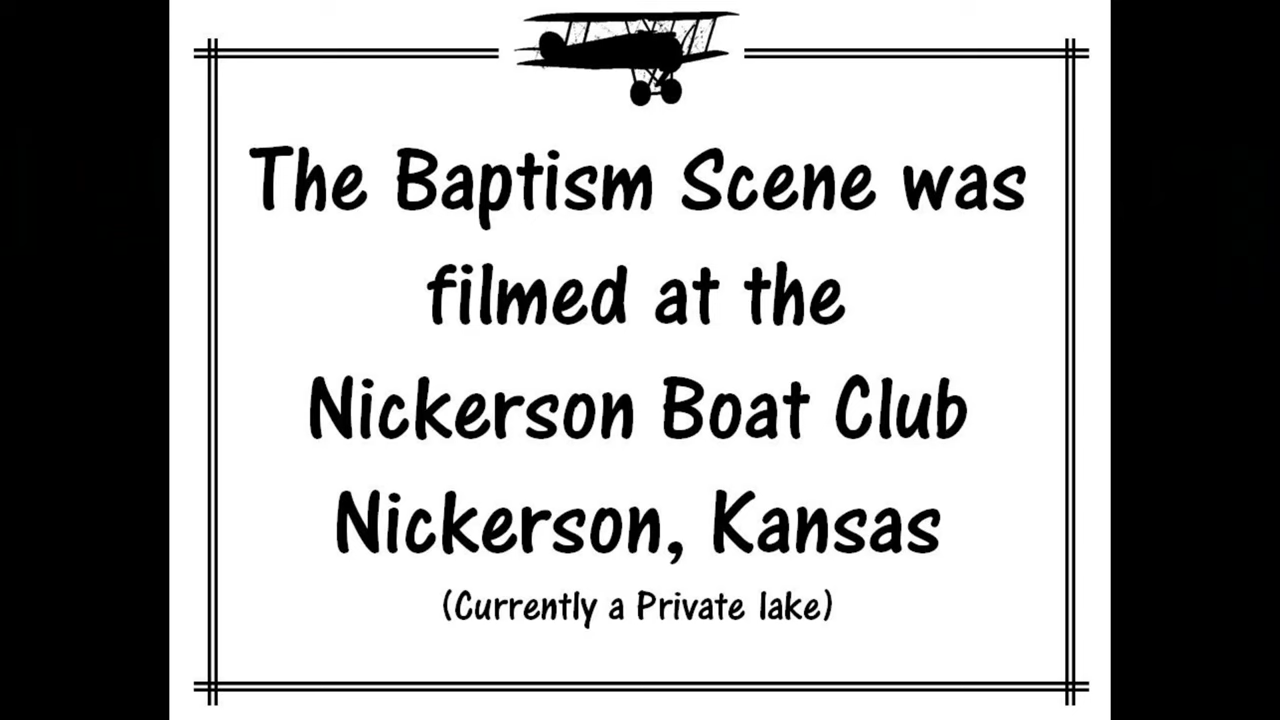 The Baptism Scene was
filmed at the
Nickerson Boat Club
Nickerson, Kansas
(Currently a Private lake)